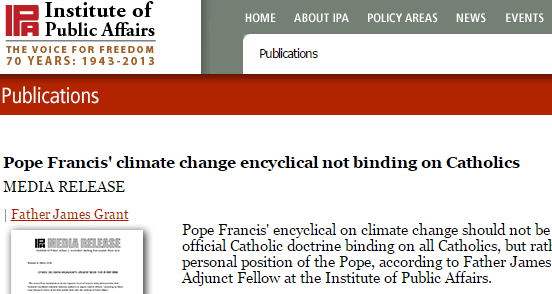 IPA Institute of
Public Affairs
THE VOICE FOR FREEDOM
70 YEARS: 1943-2013
HOME ABOUT IPA POLICY AREAS NEWS EVENTS
Publications
Publications
Pope Francis' climate change encyclical not binding on Catholics
MEDIA RELEASE
| Father James Grant
IPA MEDIA RELEASE
Pope Francis' encyclical on climate change should not be
official Catholic doctrine binding on all Catholics, but rath
personal position of the Pope, according to Father James
Adjunct Fellow at the Institute of Public Affairs.